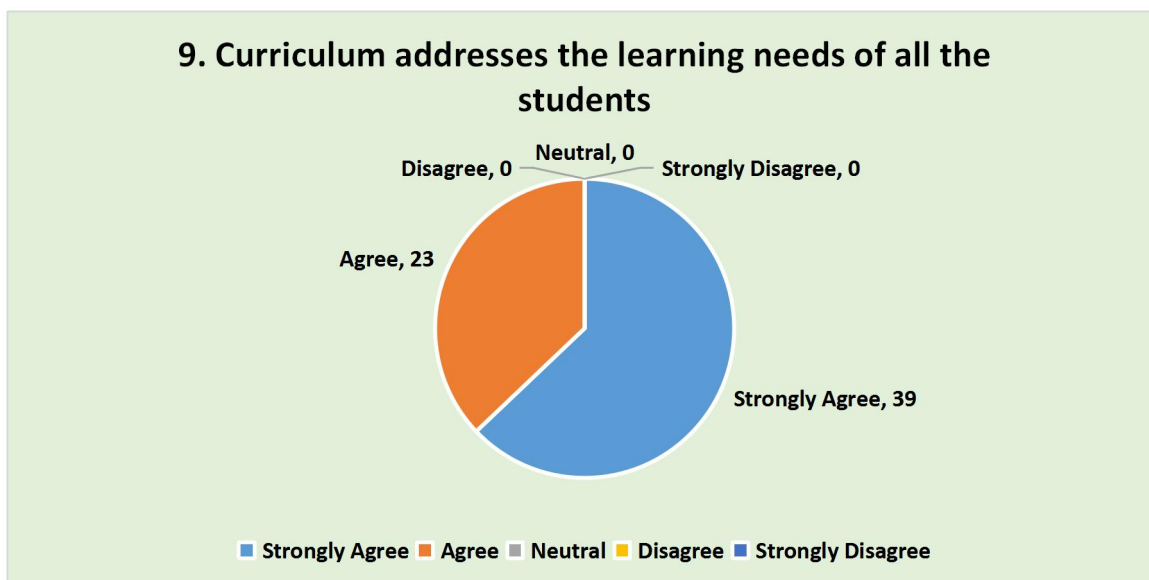 9. Curriculum addresses the learning needs of all the
students
Neutral, 0
Disagree, 0
Strongly Disagree, 0
Agree, 23
Strongly Agree, 39
Strongly Agree Agree Neutral Disagree Strongly Disagree